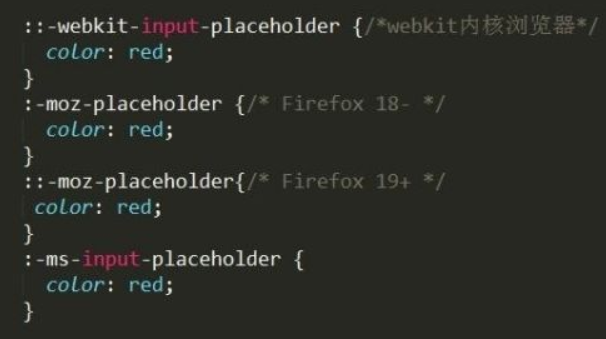 ::-webkit-input-placeholder {/*webkit内核浏览器*/
  color: red;
}
:-moz-placeholder {/* Firefox 18- */
  color: red;
}
::-moz-placeholder{/* Firefox 19+ */
 color: red;
}
:-ms-input-placeholder {
  color: red;
}